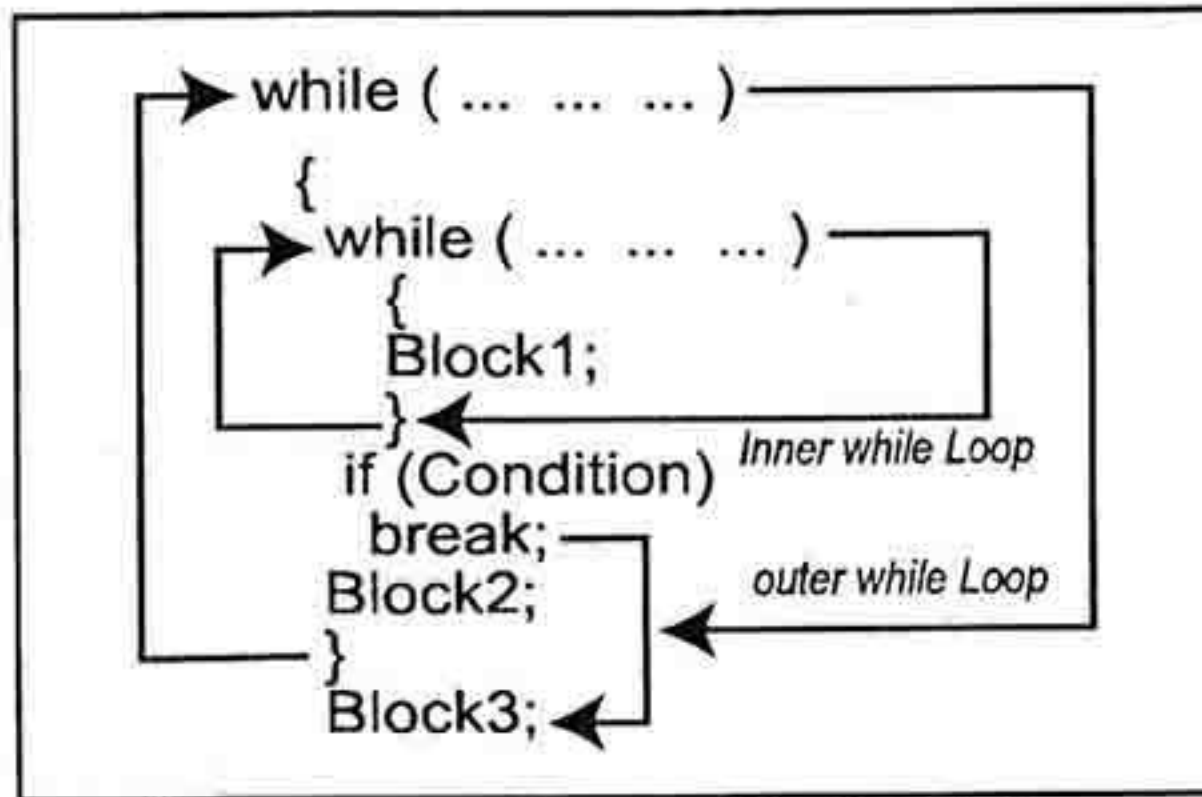 while ( ... ... ... )
{
while ( ... ... ... )
{
Block1;
}
Inner while Loop
if (Condition)
break;
outer while Loop
Block2;
}
Block3;